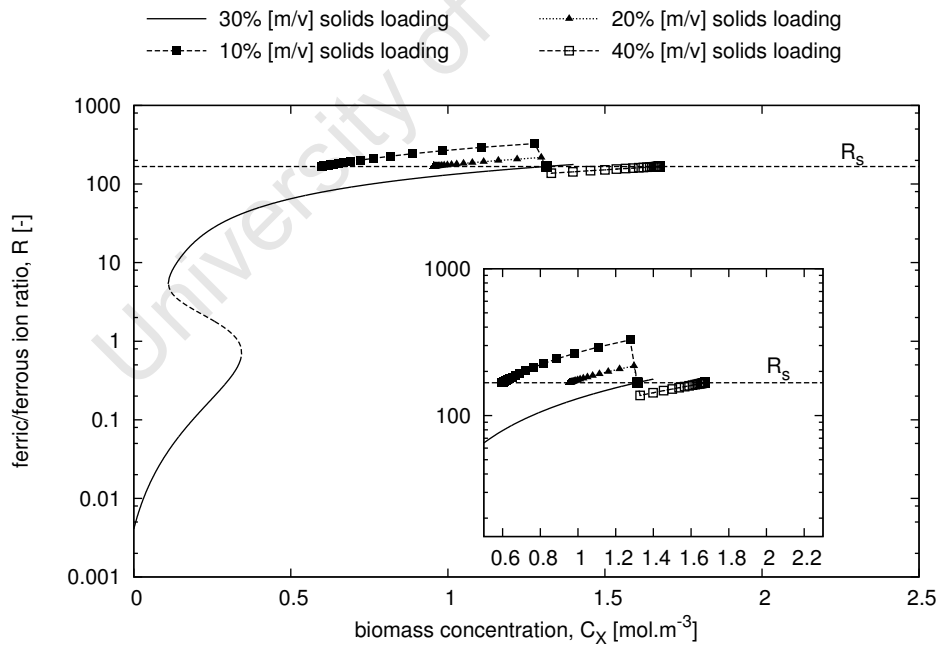 30% [m/v] solids loading
20% [m/v] solids loading
10% [m/v] solids loading
40% [m/v] solids loading
University of
ferric/ferrous ion ratio, R [-]
1000
100
10
1
0.1
0.01
0.001
R_s
1000
100
R_s
0.6 0.8 1 1.2 1.4 1.6 1.8 2 2.2
0 0.5 1 1.5 2 2.5
biomass concentration, C_X [mol.m⁻³]